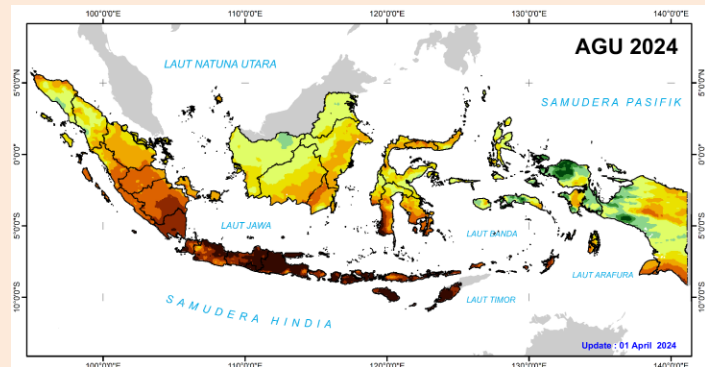 100°0'0"E 110°0'0"E 120°0'0"E 130°0'0"E 140°0'0"E
AGU 2024
LAUT NATUNA UTARA
5°0'0"N 5°0'0"N
SAMUDERA PASIFIK
0°0'0" 0°0'0"
LAUT JAWA
LAUT BANDA
5°0'0"S 5°0'0"S
LAUT ARAFURA
LAUT TIMOR
10°0'0"S 10°0'0"S
SAMUDERA HINDIA
Update : 01 April 2024
100°0'0"E 110°0'0"E 120°0'0"E 130°0'0"E 140°0'0"E